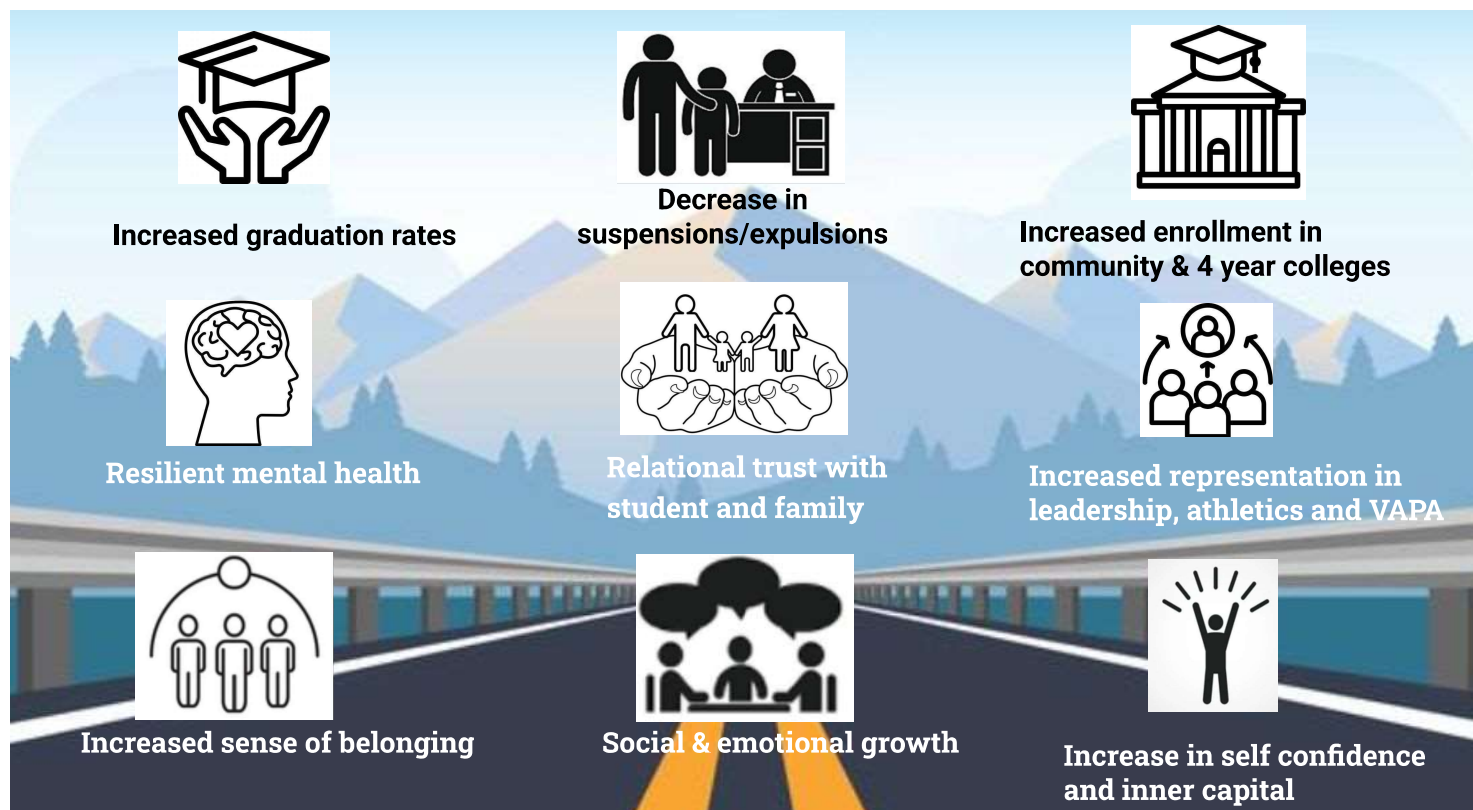 Increased graduation rates
Decrease in
suspensions/expulsions
Increased enrollment in
community & 4 year colleges
Resilient mental health
Relational trust with
student and family
Increased representation in
leadership, athletics and VAPA
Increased sense of belonging
Social & emotional growth
Increase in self confidence
and inner capital